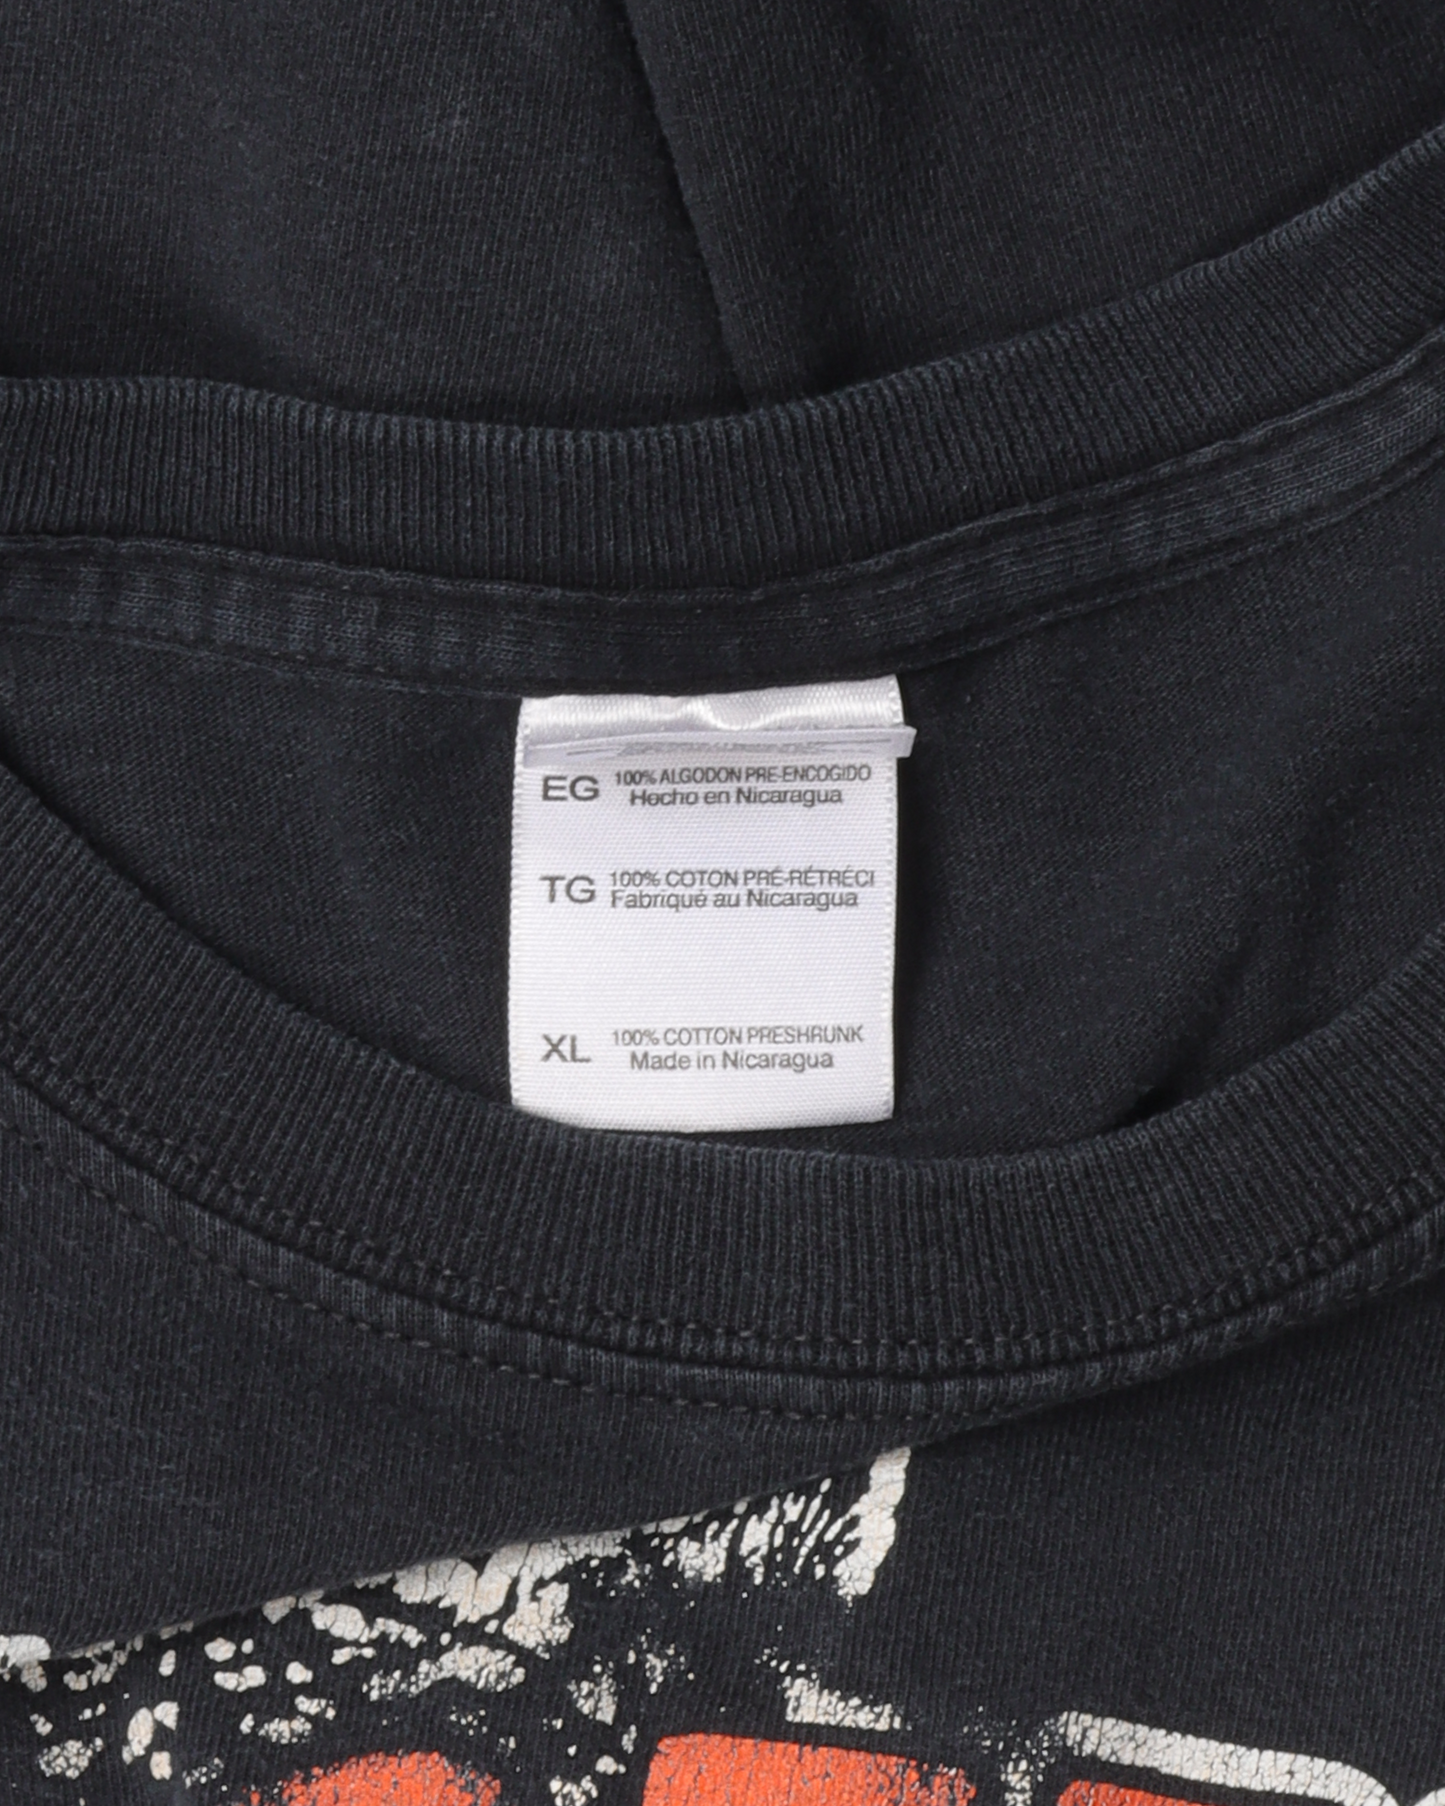 EG 100% ALGODON PRE-ENCOGIDO
Hecho en Nicaragua
TG 100% COTON PRÉ-RÉTRÉCI
Fabriqué au Nicaragua
XL 100% COTTON PRESHRUNK
Made in Nicaragua